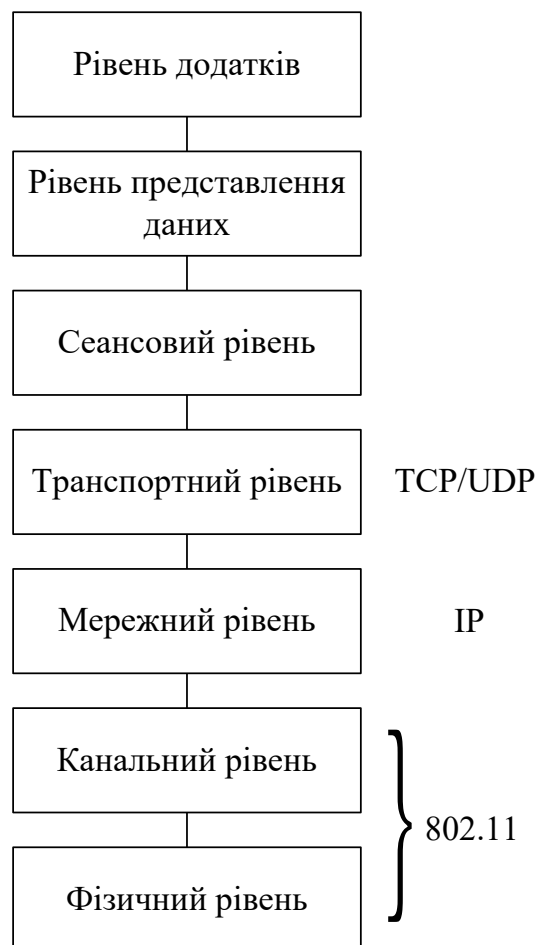 Рівень додатків
Рівень представлення
даних
Сеансовий рівень
Транспортний рівень
TCP/UDP
Мережний рівень
IP
Канальний рівень
802.11
Фізичний рівень